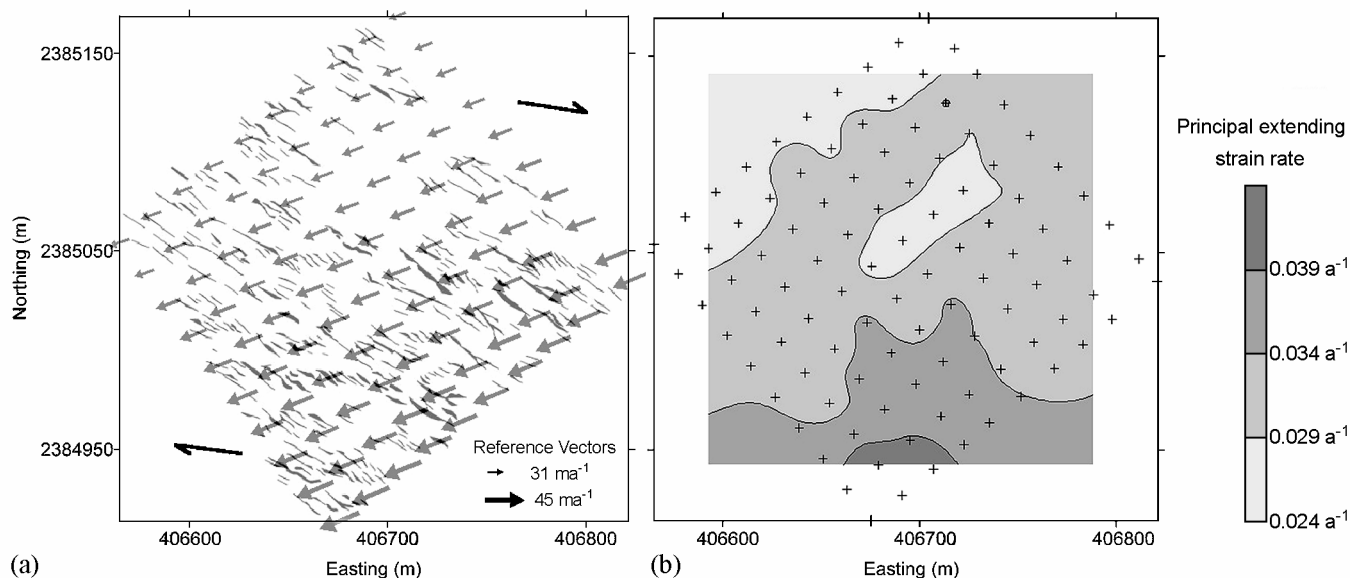 (a)
Northing (m)
2385150
2385050
2384950
Reference Vectors
31 ma⁻¹
45 ma⁻¹
406600
406700
406800
Easting (m)
(b)
406600
406700
406800
Easting (m)
Principal extending
strain rate
0.039 a⁻¹
0.034 a⁻¹
0.029 a⁻¹
0.024 a⁻¹